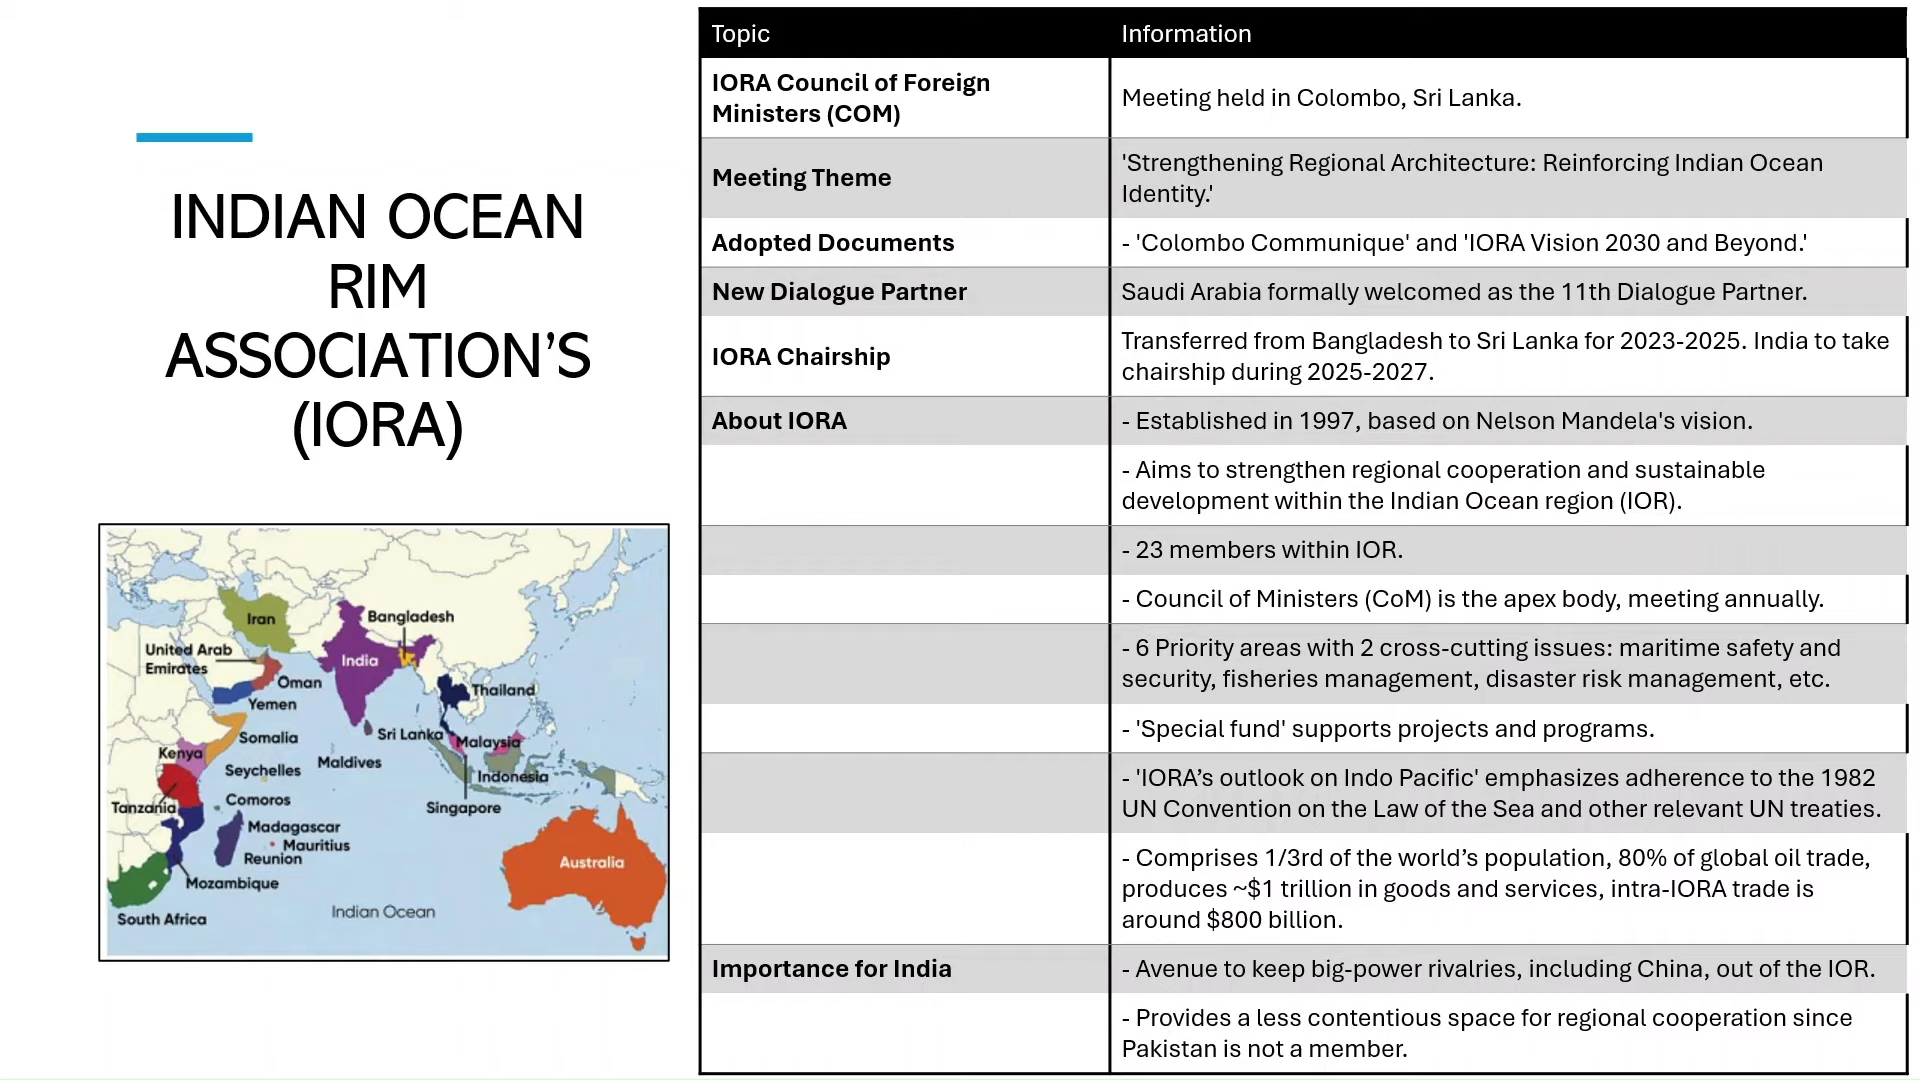 INDIAN OCEAN
RIM
ASSOCIATION’S
(IORA)
Iran
Bangladesh
United Arab
Emirates
India
Oman
Thailand
Yemen
Somalia
Sri Lanka
Malaysia
Kenya
Maldives
Seychelles
Indonesia
Tanzania
Comoros
Singapore
Madagascar
Mauritius
Reunion
Australia
Mozambique
South Africa
Indian Ocean
Topic Information
IORA Council of Foreign
Ministers (COM)
Meeting held in Colombo, Sri Lanka.
Meeting Theme
'Strengthening Regional Architecture: Reinforcing Indian Ocean
Identity.'
Adopted Documents
- 'Colombo Communique' and 'IORA Vision 2030 and Beyond.'
New Dialogue Partner
Saudi Arabia formally welcomed as the 11th Dialogue Partner.
IORA Chairship
Transferred from Bangladesh to Sri Lanka for 2023-2025. India to take
chairship during 2025-2027.
About IORA
- Established in 1997, based on Nelson Mandela's vision.
- Aims to strengthen regional cooperation and sustainable
development within the Indian Ocean region (IOR).
- 23 members within IOR.
- Council of Ministers (CoM) is the apex body, meeting annually.
- 6 Priority areas with 2 cross-cutting issues: maritime safety and
security, fisheries management, disaster risk management, etc.
- 'Special fund' supports projects and programs.
- 'IORA’s outlook on Indo Pacific' emphasizes adherence to the 1982
UN Convention on the Law of the Sea and other relevant UN treaties.
- Comprises 1/3rd of the world’s population, 80% of global oil trade,
produces ~$1 trillion in goods and services, intra-IORA trade is
around $800 billion.
Importance for India
- Avenue to keep big-power rivalries, including China, out of the IOR.
- Provides a less contentious space for regional cooperation since
Pakistan is not a member.